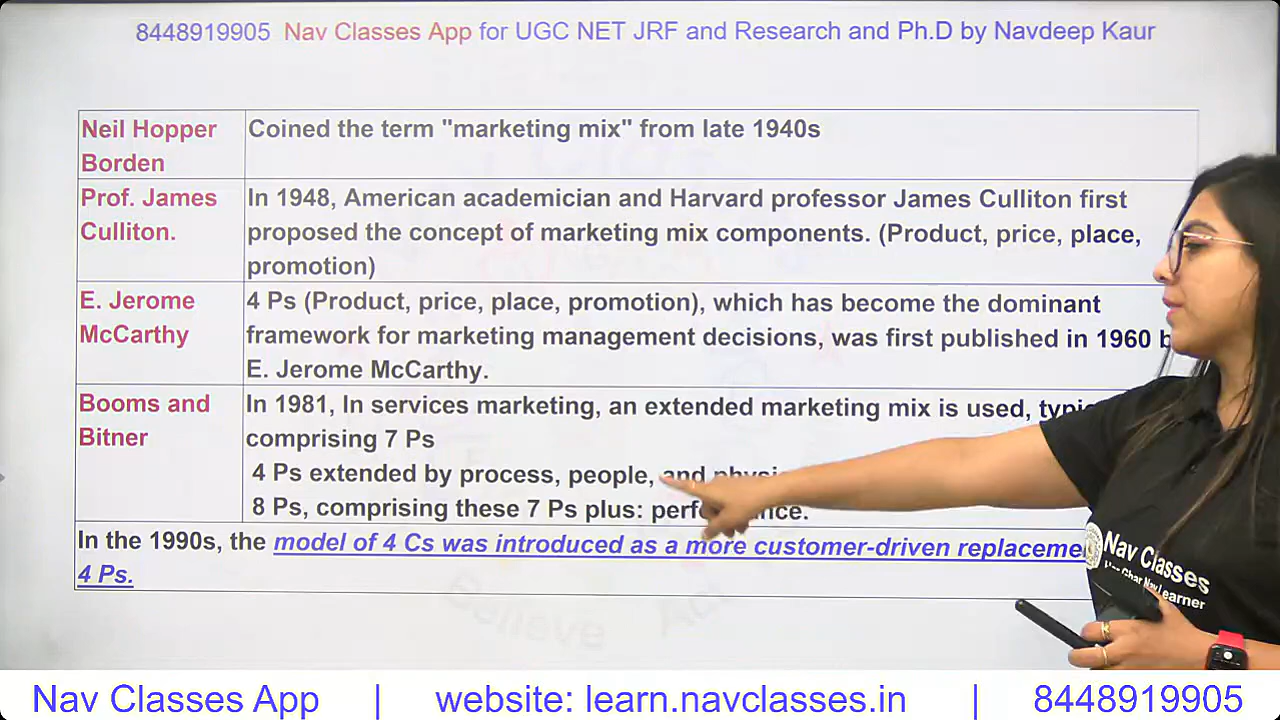 8448919905 Nav Classes App for UGC NET JRF and Research and Ph.D by Navdeep Kaur
Neil Hopper
Borden
Coined the term "marketing mix" from late 1940s
Prof. James
Culliton.
In 1948, American academician and Harvard professor James Culliton first
proposed the concept of marketing mix components. (Product, price, place,
promotion)
E. Jerome
McCarthy
4 Ps (Product, price, place, promotion), which has become the dominant
framework for marketing management decisions, was first published in 1960
E. Jerome McCarthy.
Booms and
Bitner
In 1981, In services marketing, an extended marketing mix is used,
comprising 7 Ps
4 Ps extended by process, people, and
8 Ps, comprising these 7 Ps plus:
In the 1990s, the model of 4 Cs was introduced as a more customer-driven
4 Ps.
Nav Classes
Har Ghar Nav Learner
Nav Classes App | website: learn.navclasses.in | 8448919905